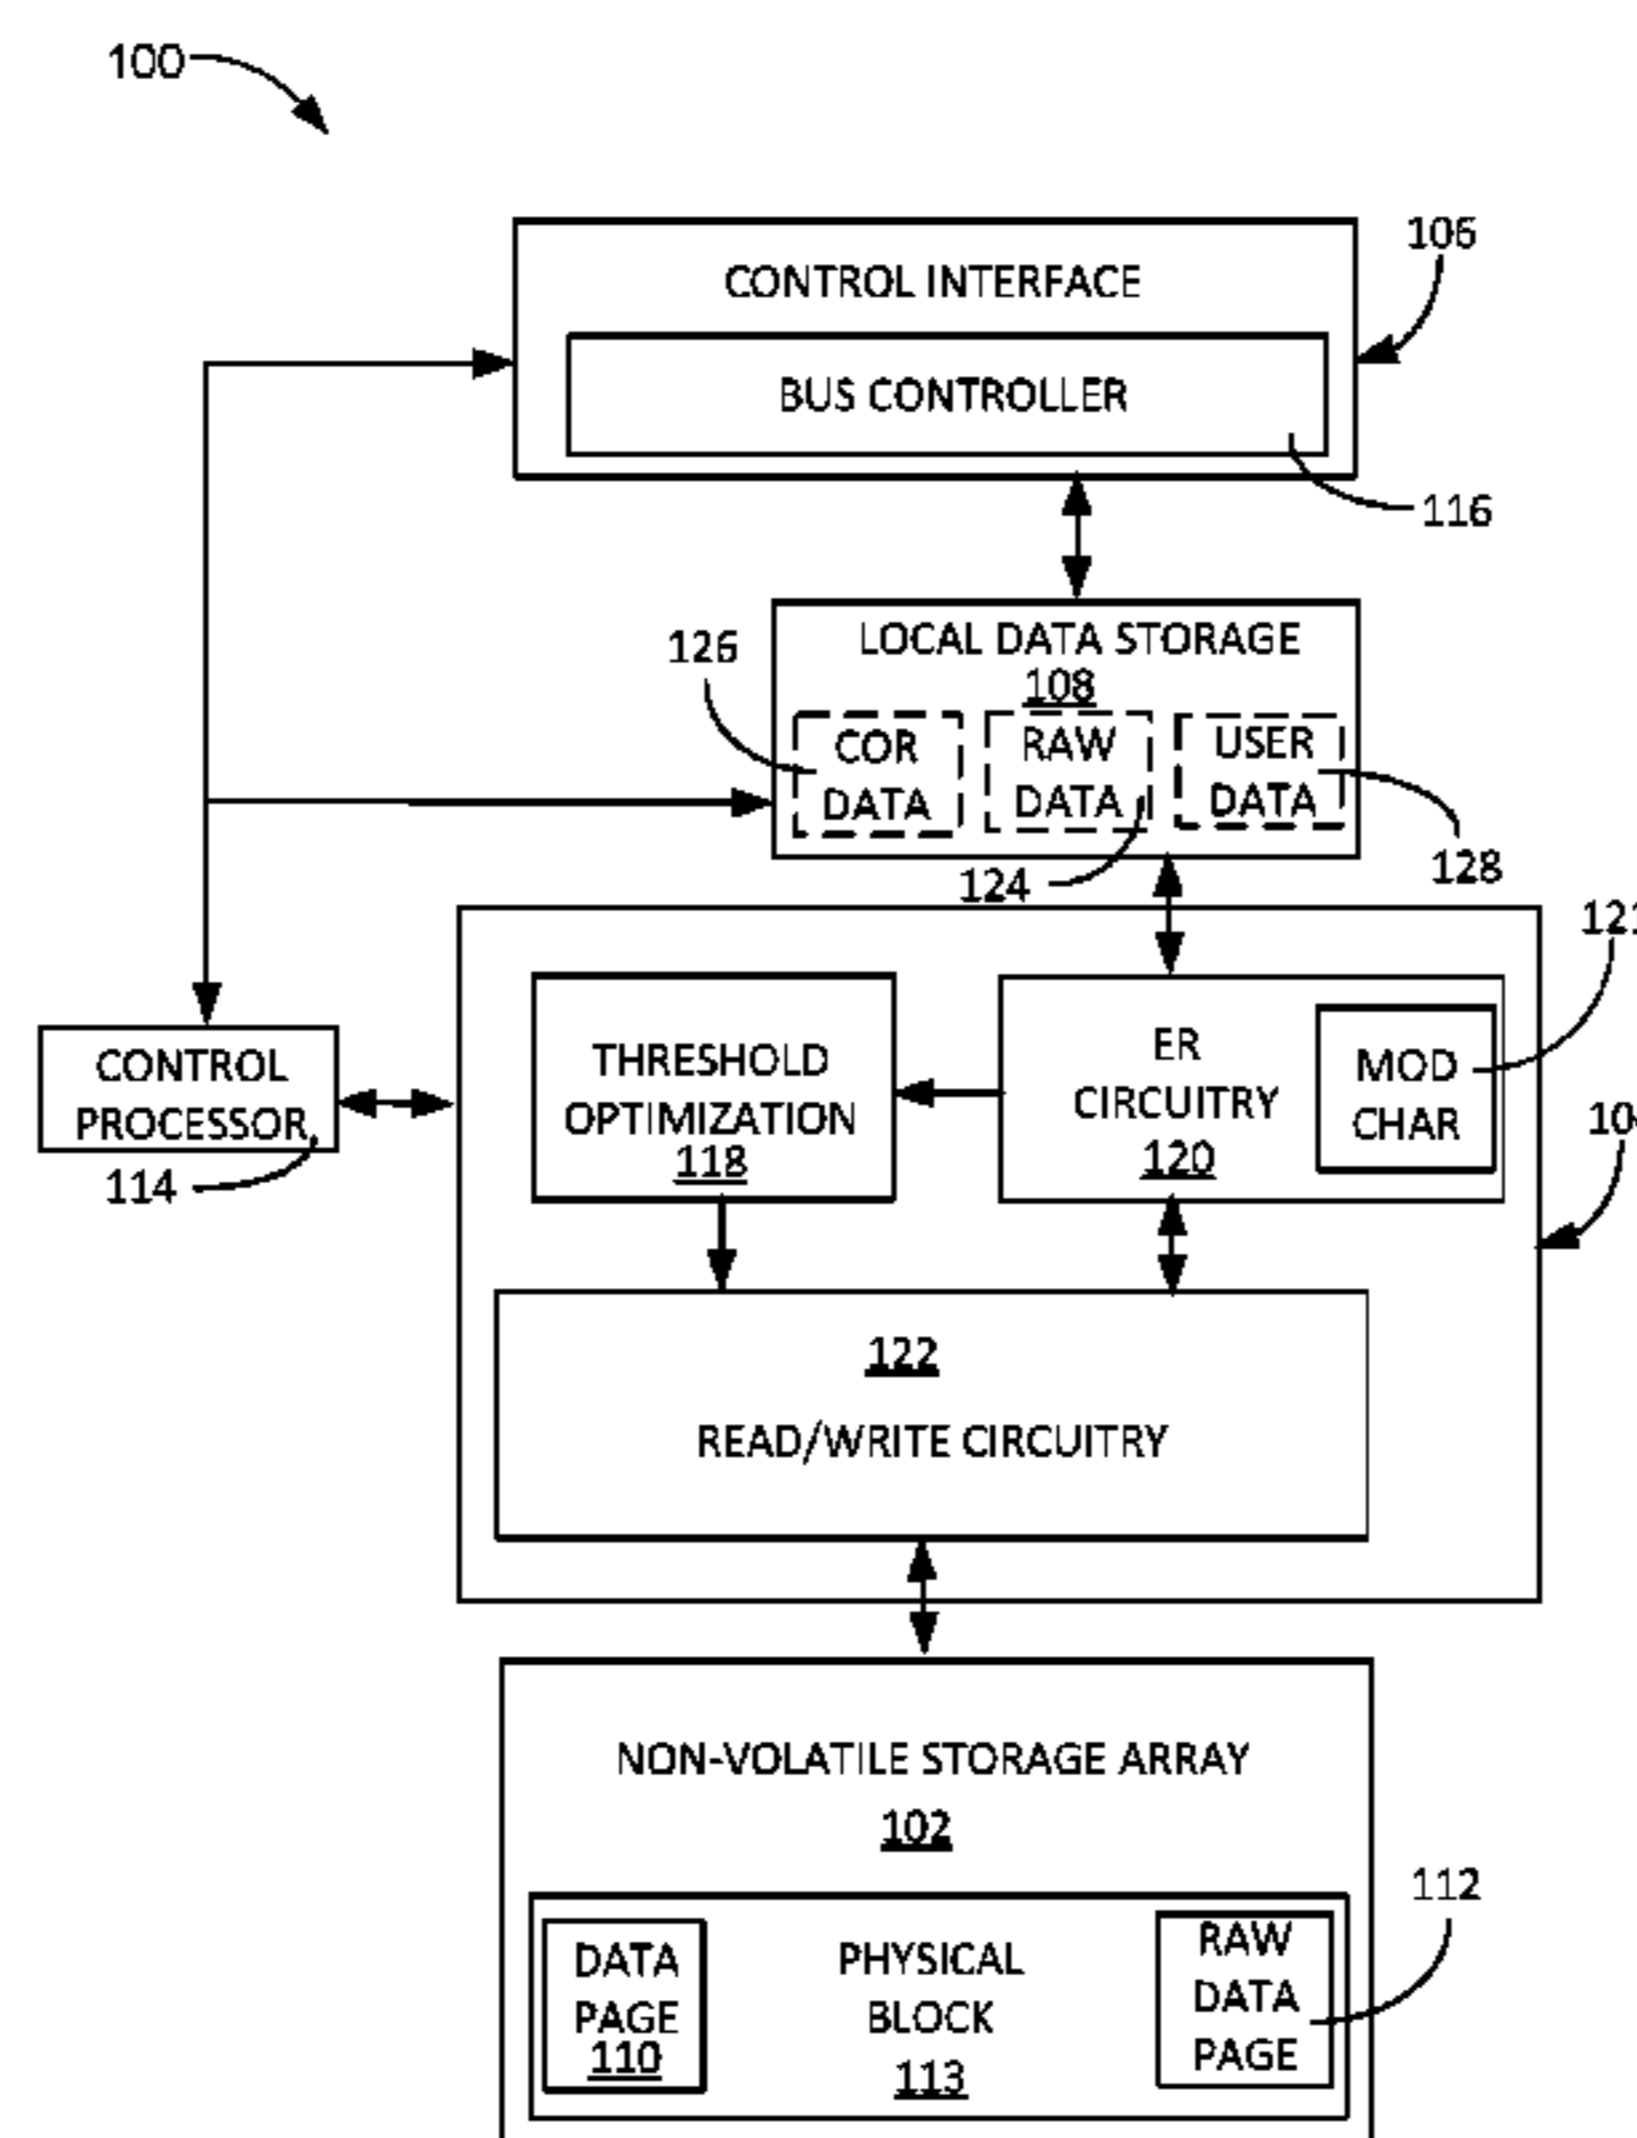 100
106
CONTROL INTERFACE
BUS CONTROLLER
116
LOCAL DATA STORAGE
108
126
COR
DATA
RAW
DATA
USER
DATA
124
128
121
THRESHOLD
OPTIMIZATION
118
ER
CIRCUITRY
120
MOD
CHAR
CONTROL
PROCESSOR
114
122
READ/WRITE CIRCUITRY
NON-VOLATILE STORAGE ARRAY
102
112
DATA
PAGE
110
PHYSICAL
BLOCK
113
RAW
DATA
PAGE